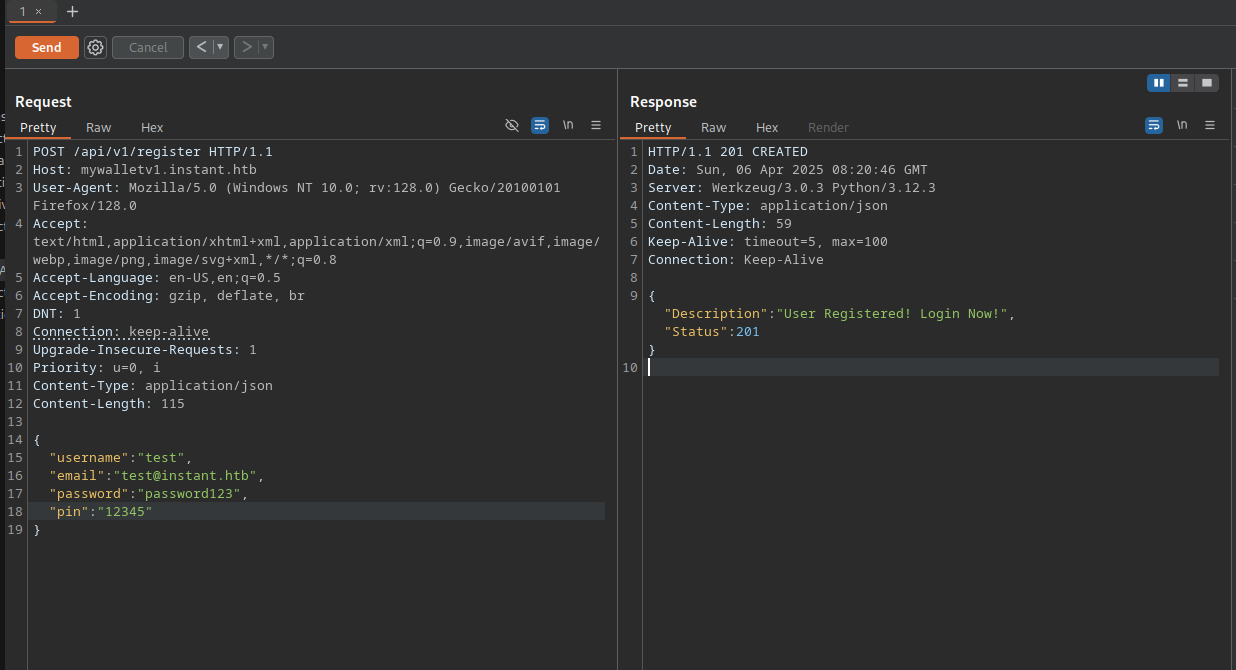 1 × +
Send Cancel < ▾ > ▾
Request
Pretty Raw Hex \n
1 POST /api/v1/register HTTP/1.1
2 Host: mywalletv1.instant.htb
3 User-Agent: Mozilla/5.0 (Windows NT 10.0; rv:128.0) Gecko/20100101
Firefox/128.0
4 Accept:
text/html,application/xhtml+xml,application/xml;q=0.9,image/avif,image/
webp,image/png,image/svg+xml,*/*;q=0.8
5 Accept-Language: en-US,en;q=0.5
6 Accept-Encoding: gzip, deflate, br
7 DNT: 1
8 Connection: keep-alive
9 Upgrade-Insecure-Requests: 1
10 Priority: u=0, i
11 Content-Type: application/json
12 Content-Length: 115
13
14 {
15 "username":"test",
16 "email":"test@instant.htb",
17 "password":"password123",
18 "pin":"12345"
19 }
Response
Pretty Raw Hex Render \n
1 HTTP/1.1 201 CREATED
2 Date: Sun, 06 Apr 2025 08:20:46 GMT
3 Server: Werkzeug/3.0.3 Python/3.12.3
4 Content-Type: application/json
5 Content-Length: 59
6 Keep-Alive: timeout=5, max=100
7 Connection: Keep-Alive
8
9 {
"Description":"User Registered! Login Now!",
"Status":201
}
10